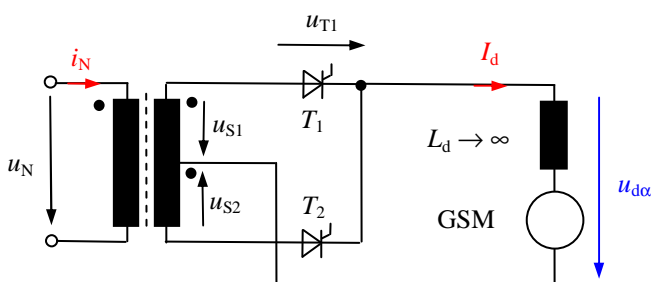 u_T1
i_N
I_d
T_1
u_S1
L_d → ∞
u_N
u_dα
u_S2
T_2
GSM